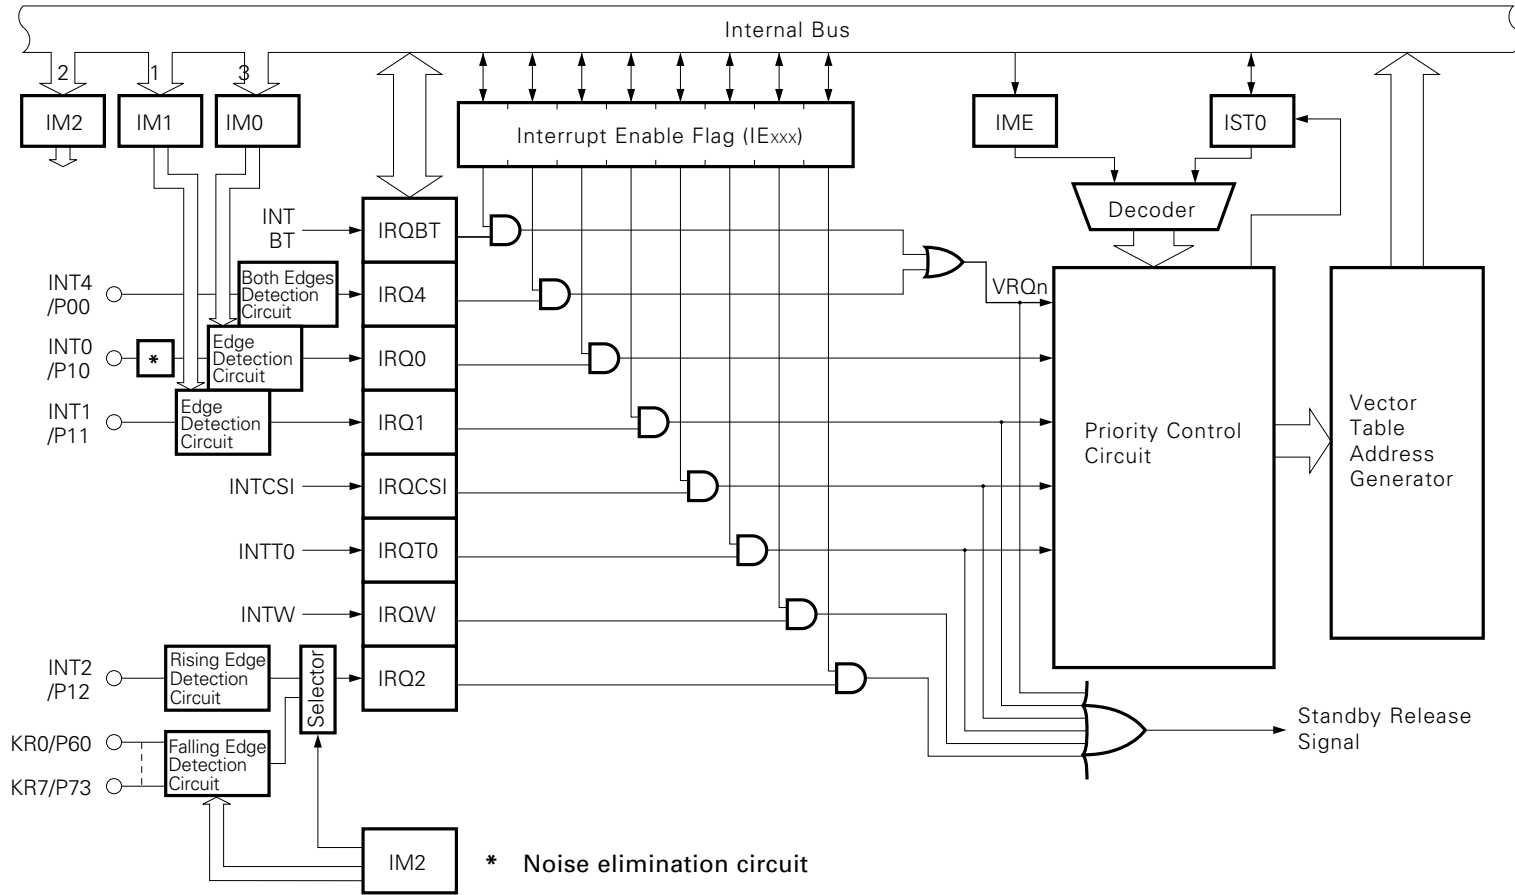 Internal Bus
2
1
3
IM2
IM1
IM0
Interrupt Enable Flag (IExxx)
IME
IST0
Decoder
INT
BT
IRQBT
INT4
/P00
Both Edges
Detection
Circuit
IRQ4
VRQn
INT0
/P10
*
Edge
Detection
Circuit
IRQ0
INT1
/P11
Edge
Detection
Circuit
IRQ1
Priority Control
Circuit
Vector
Table
Address
Generator
INTCSI
IRQCSI
INTT0
IRQT0
INTW
IRQW
INT2
/P12
Rising Edge
Detection
Circuit
Selector
IRQ2
KR0/P60
KR7/P73
Falling Edge
Detection
Circuit
Standby Release
Signal
IM2
* Noise elimination circuit